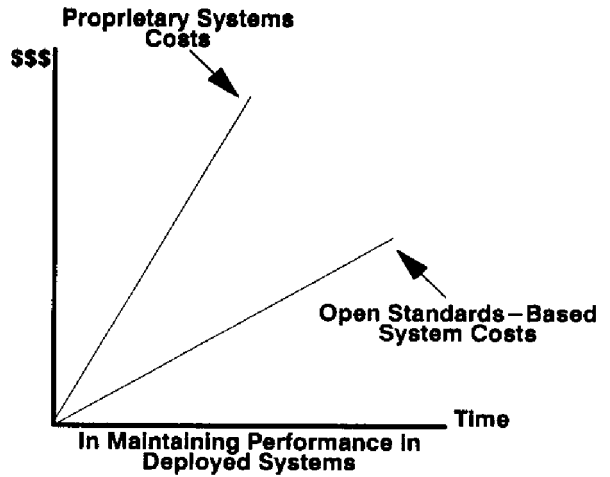 Proprietary Systems
Costs
$$$
Open Standards-Based
System Costs
Time
In Maintaining Performance in
Deployed Systems